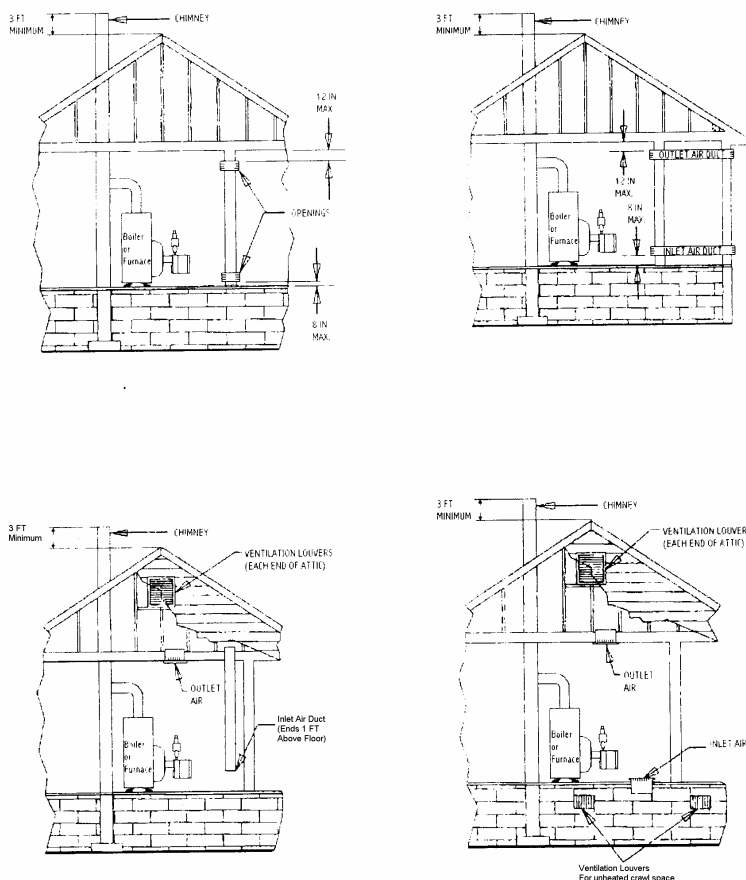 3 FT
MINIMUM
CHIMNEY
12 IN
MAX
OPENINGS
Boiler
or
Furnace
8 IN
MAX.
3 FT
MINIMUM
CHIMNEY
OUTLET AIR DUCT
12 IN
MAX.
8 IN
MAX.
Boiler
or
Furnace
INLET AIR DUCT
3 FT
Minimum
CHIMNEY
VENTILATION LOUVERS
(EACH END OF ATTIC)
OUTLET
AIR
Inlet Air Duct
(Ends 1 FT
Above Floor)
Boiler
or
Furnace
3 FT
MINIMUM
CHIMNEY
VENTILATION LOUVER
(EACH END OF ATTIC)
OUTLET
AIR
Boiler
or
Furnace
INLET AIR
Ventilation Louvers
For unheated crawl space